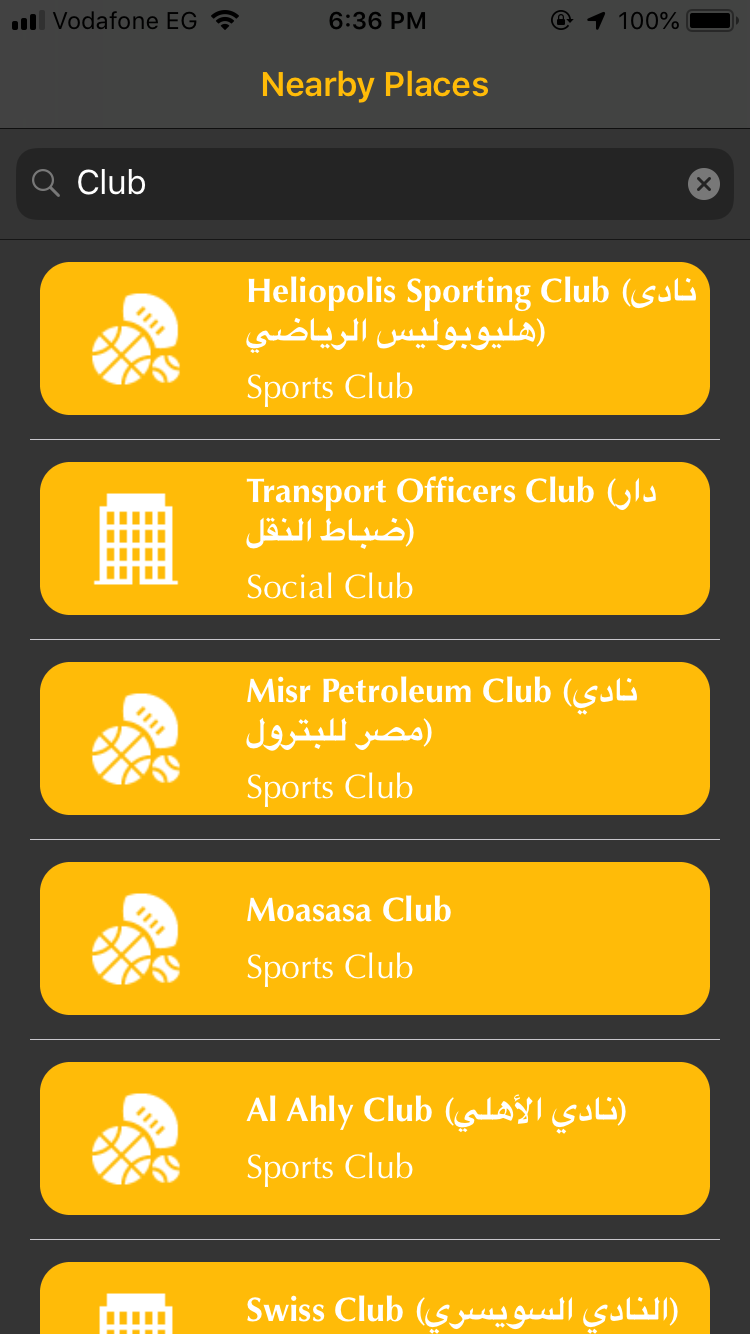 Vodafone EG 6:36 PM 100%
Nearby Places
Club
Heliopolis Sporting Club (نادى
هليوبوليس الرياضي)
Sports Club
Transport Officers Club (دار
ضباط النقل)
Social Club
Misr Petroleum Club (نادي
مصر للبترول)
Sports Club
Moasasa Club
Sports Club
Al Ahly Club (نادي الأهلي)
Sports Club
Swiss Club (النادي السويسري)